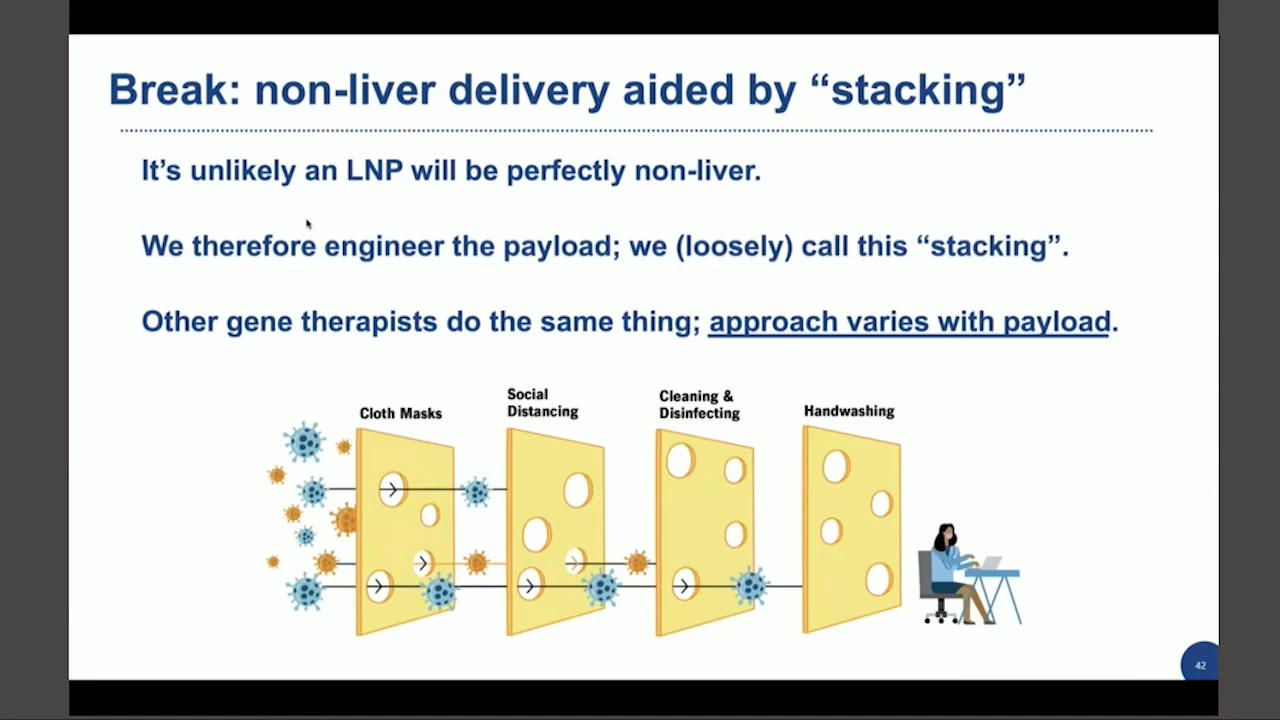 Break: non-liver delivery aided by “stacking”
It’s unlikely an LNP will be perfectly non-liver.
We therefore engineer the payload; we (loosely) call this “stacking”.
Other gene therapists do the same thing; approach varies with payload.
Cloth Masks
Social
Distancing
Cleaning &
Disinfecting
Handwashing
42